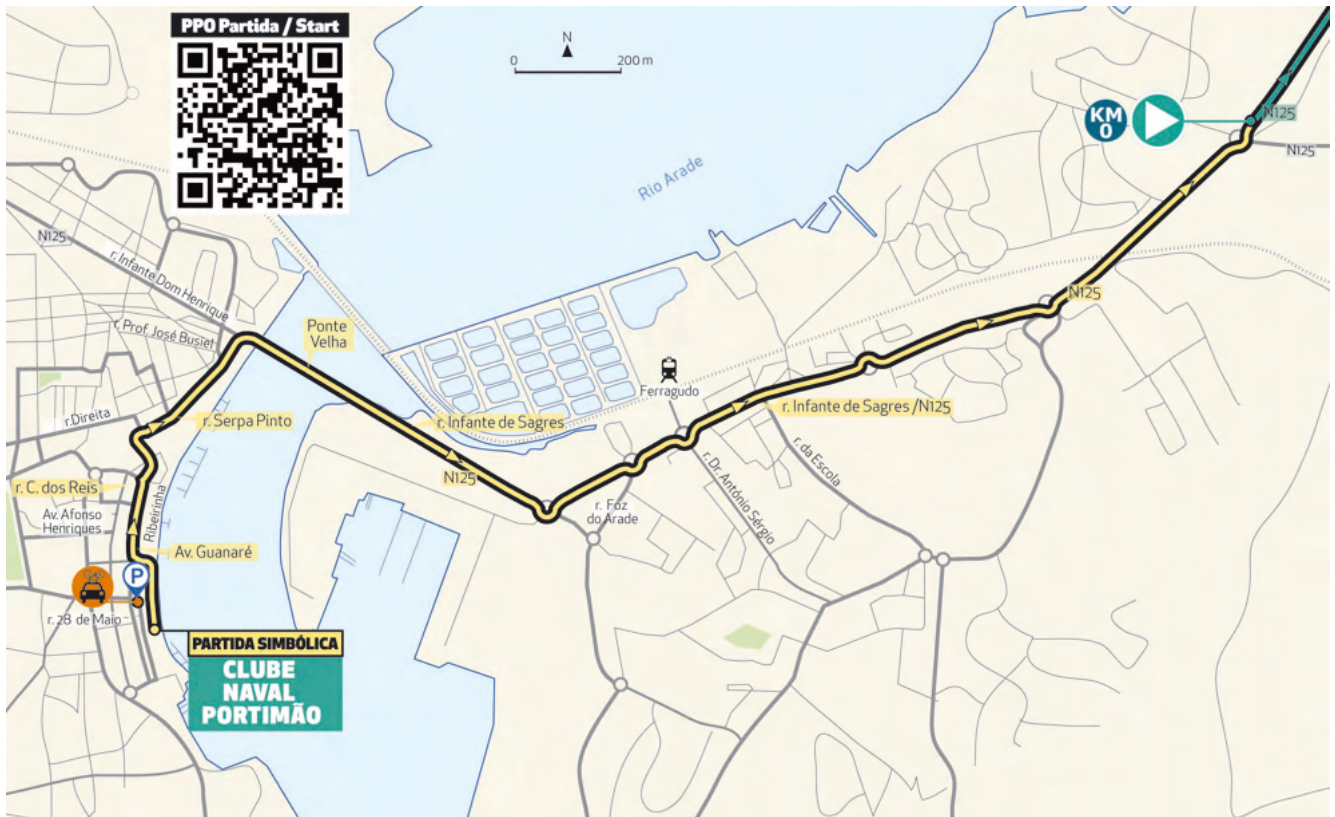 PPO Partida / Start
N
0 200 m
KM
0
N125
N125
Rio Arade
N125
r. Infante Dom Henrique
r. Prof. José Busiel
Ponte
Velha
N125
Ferragudo
r.Direita
r. Serpa Pinto
r. Infante de Sagres
r. Infante de Sagres /N125
N125
r. da Escola
r. C. dos Reis
Ribeirinha
r. Foz
do Arade
r. Dr. António Sérgio
Av. Afonso
Henriques
Av. Guanaré
P
r. 28 de Maio
PARTIDA SIMBÓLICA
CLUBE
NAVAL
PORTIMÃO